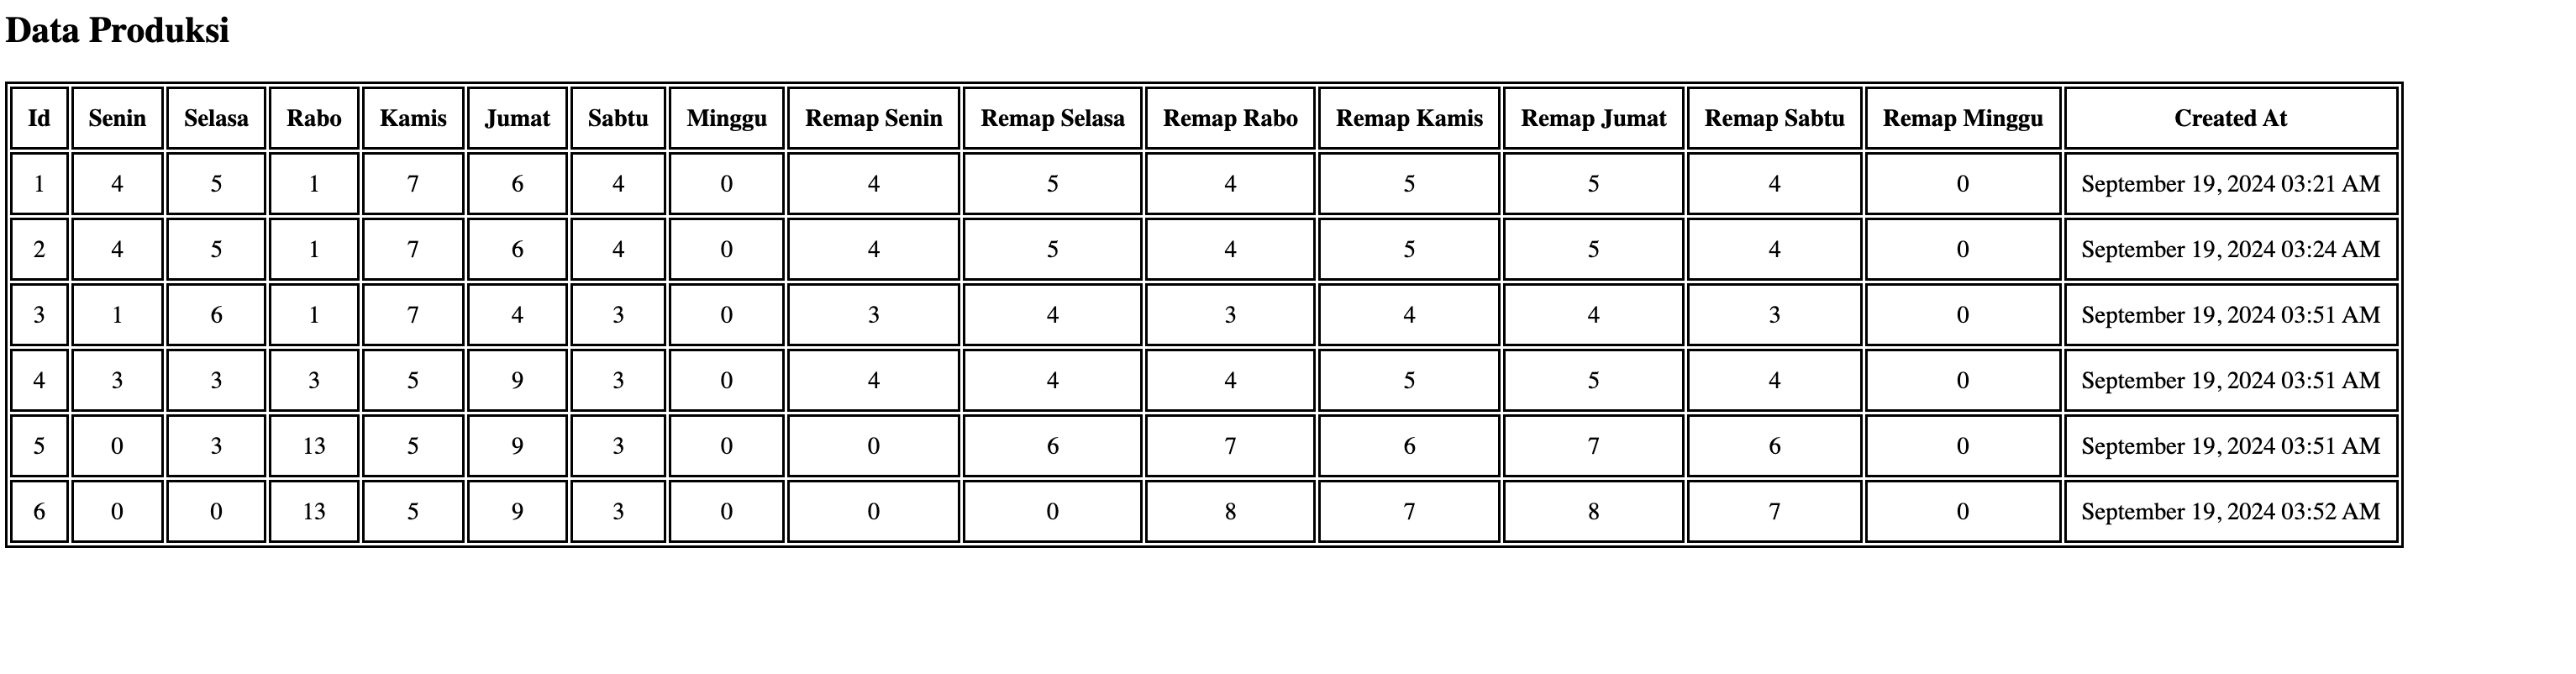 Data Produksi
Id Senin Selasa Rabo Kamis Jumat Sabtu Minggu Remap Senin Remap Selasa Remap Rabo Remap Kamis Remap Jumat Remap Sabtu Remap Minggu Created At
1 4 5 1 7 6 4 0 4 5 4 5 5 4 0 September 19, 2024 03:21 AM
2 4 5 1 7 6 4 0 4 5 4 5 5 4 0 September 19, 2024 03:24 AM
3 1 6 1 7 4 3 0 3 4 3 4 4 3 0 September 19, 2024 03:51 AM
4 3 3 3 5 9 3 0 4 4 4 5 5 4 0 September 19, 2024 03:51 AM
5 0 3 13 5 9 3 0 0 6 7 6 7 6 0 September 19, 2024 03:51 AM
6 0 0 13 5 9 3 0 0 0 8 7 8 7 0 September 19, 2024 03:52 AM